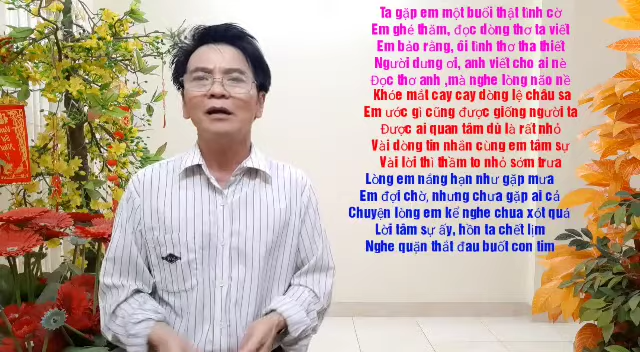 Ta gặp em một buổi thật tình cờ
Em ghé thăm, đọc dòng thơ ta viết
Em bảo rằng, ôi tình thơ tha thiết
Người dưng ơi, anh viết cho ai nè
Đọc thơ anh ,mà nghe lòng não nề
Khóe mắt cay cay dòng lệ châu sa
Em ước gì cũng được giống người ta
Được ai quan tâm dù là rất nhỏ
Vài dòng tin nhắn cùng em tâm sự
Vài lời thì thầm to nhỏ sớm trưa
Lòng em nắng hạn như gặp mưa
Em đợi chờ, nhưng chưa gặp ai cả
Chuyện lòng em kể nghe chua xót quá
Lời tâm sự ấy, hồn ta chết lịm
Nghe quặn thắt đau buốt con tim